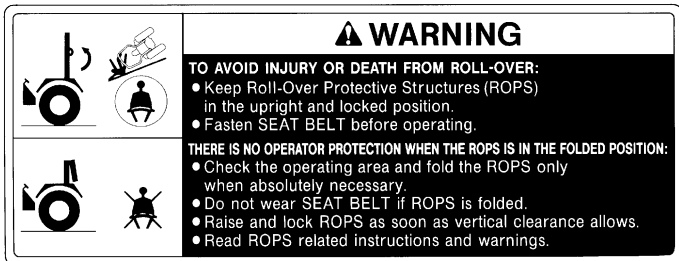 WARNING
TO AVOID INJURY OR DEATH FROM ROLL-OVER:
● Keep Roll-Over Protective Structures (ROPS)
in the upright and locked position.
● Fasten SEAT BELT before operating.
THERE IS NO OPERATOR PROTECTION WHEN THE ROPS IS IN THE FOLDED POSITION:
● Check the operating area and fold the ROPS only
when absolutely necessary.
● Do not wear SEAT BELT if ROPS is folded.
● Raise and lock ROPS as soon as vertical clearance allows.
● Read ROPS related instructions and warnings.